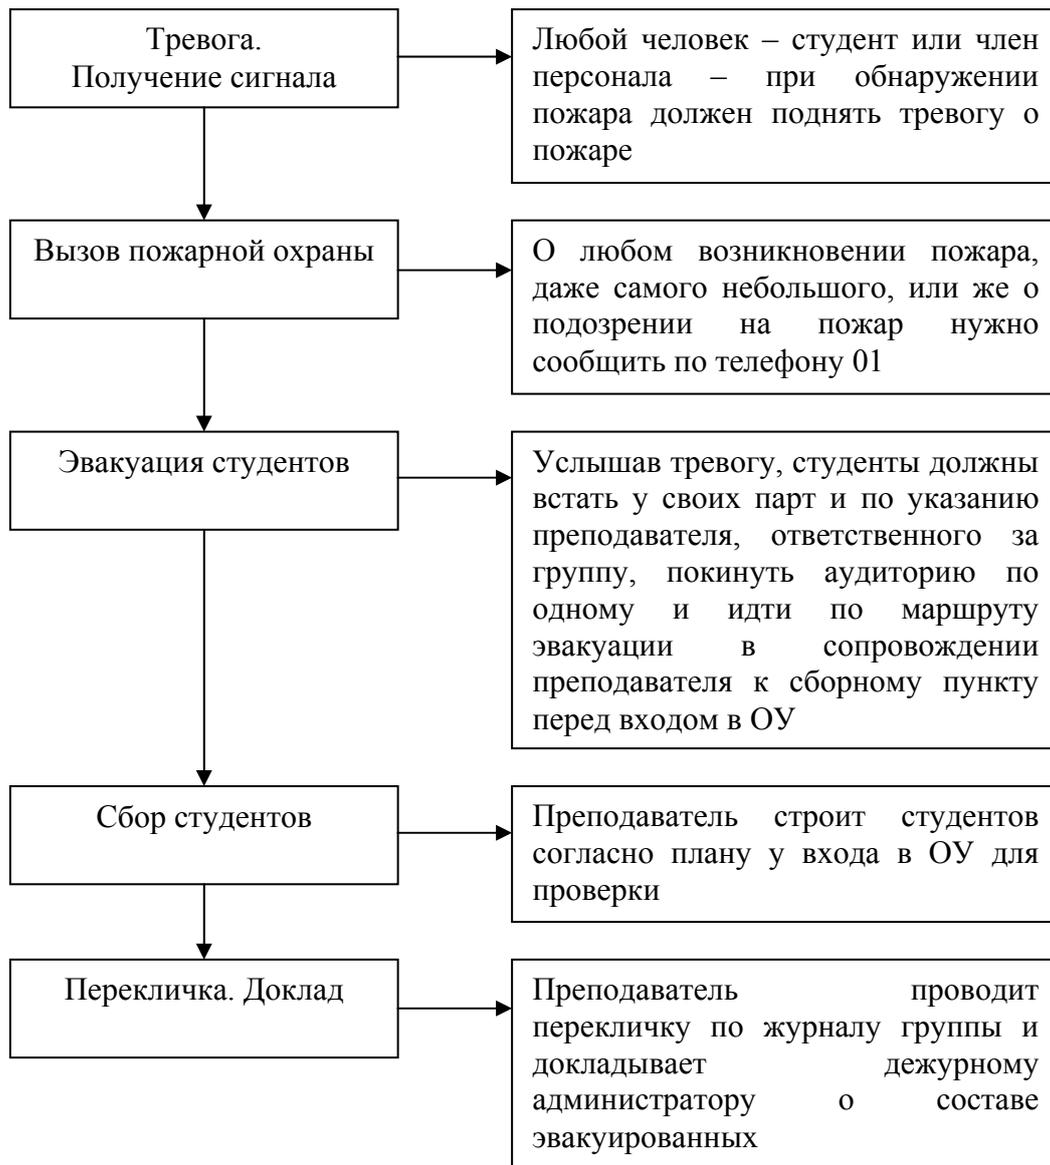 Тревога.
Получение сигнала
Любой человек – студент или член
персонала – при обнаружении
пожара должен поднять тревогу о
пожаре
Вызов пожарной охраны
О любом возникновении пожара,
даже самого небольшого, или же о
подозрении на пожар нужно
сообщить по телефону 01
Эвакуация студентов
Услышав тревогу, студенты должны
встать у своих парт и по указанию
преподавателя, ответственного за
группу, покинуть аудиторию по
одному и идти по маршруту
эвакуации в сопровождении
преподавателя к сборному пункту
перед входом в ОУ
Сбор студентов
Преподаватель строит студентов
согласно плану у входа в ОУ для
проверки
Перекличка. Доклад
Преподаватель проводит
перекличку по журналу группы и
докладывает дежурному
администратору о составе
эвакуированных